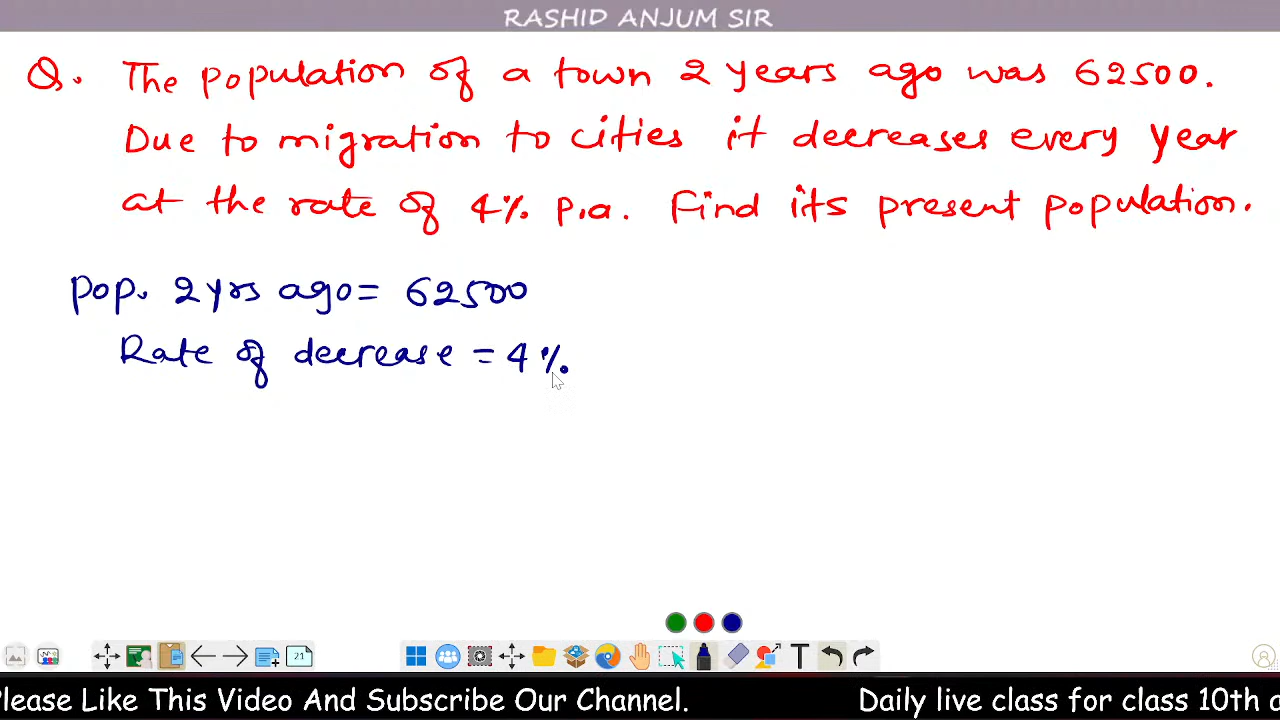 RASHID ANJUM SIR
Q. The population of a town 2 years ago was 62500.
Due to migration to cities it decreases every year
at the rate of 4% p.a. Find its present population.
pop. 2 yrs ago = 62500
Rate of decrease = 4%
21
Please Like This Video And Subscribe Our Channel. Daily live class for class 10th